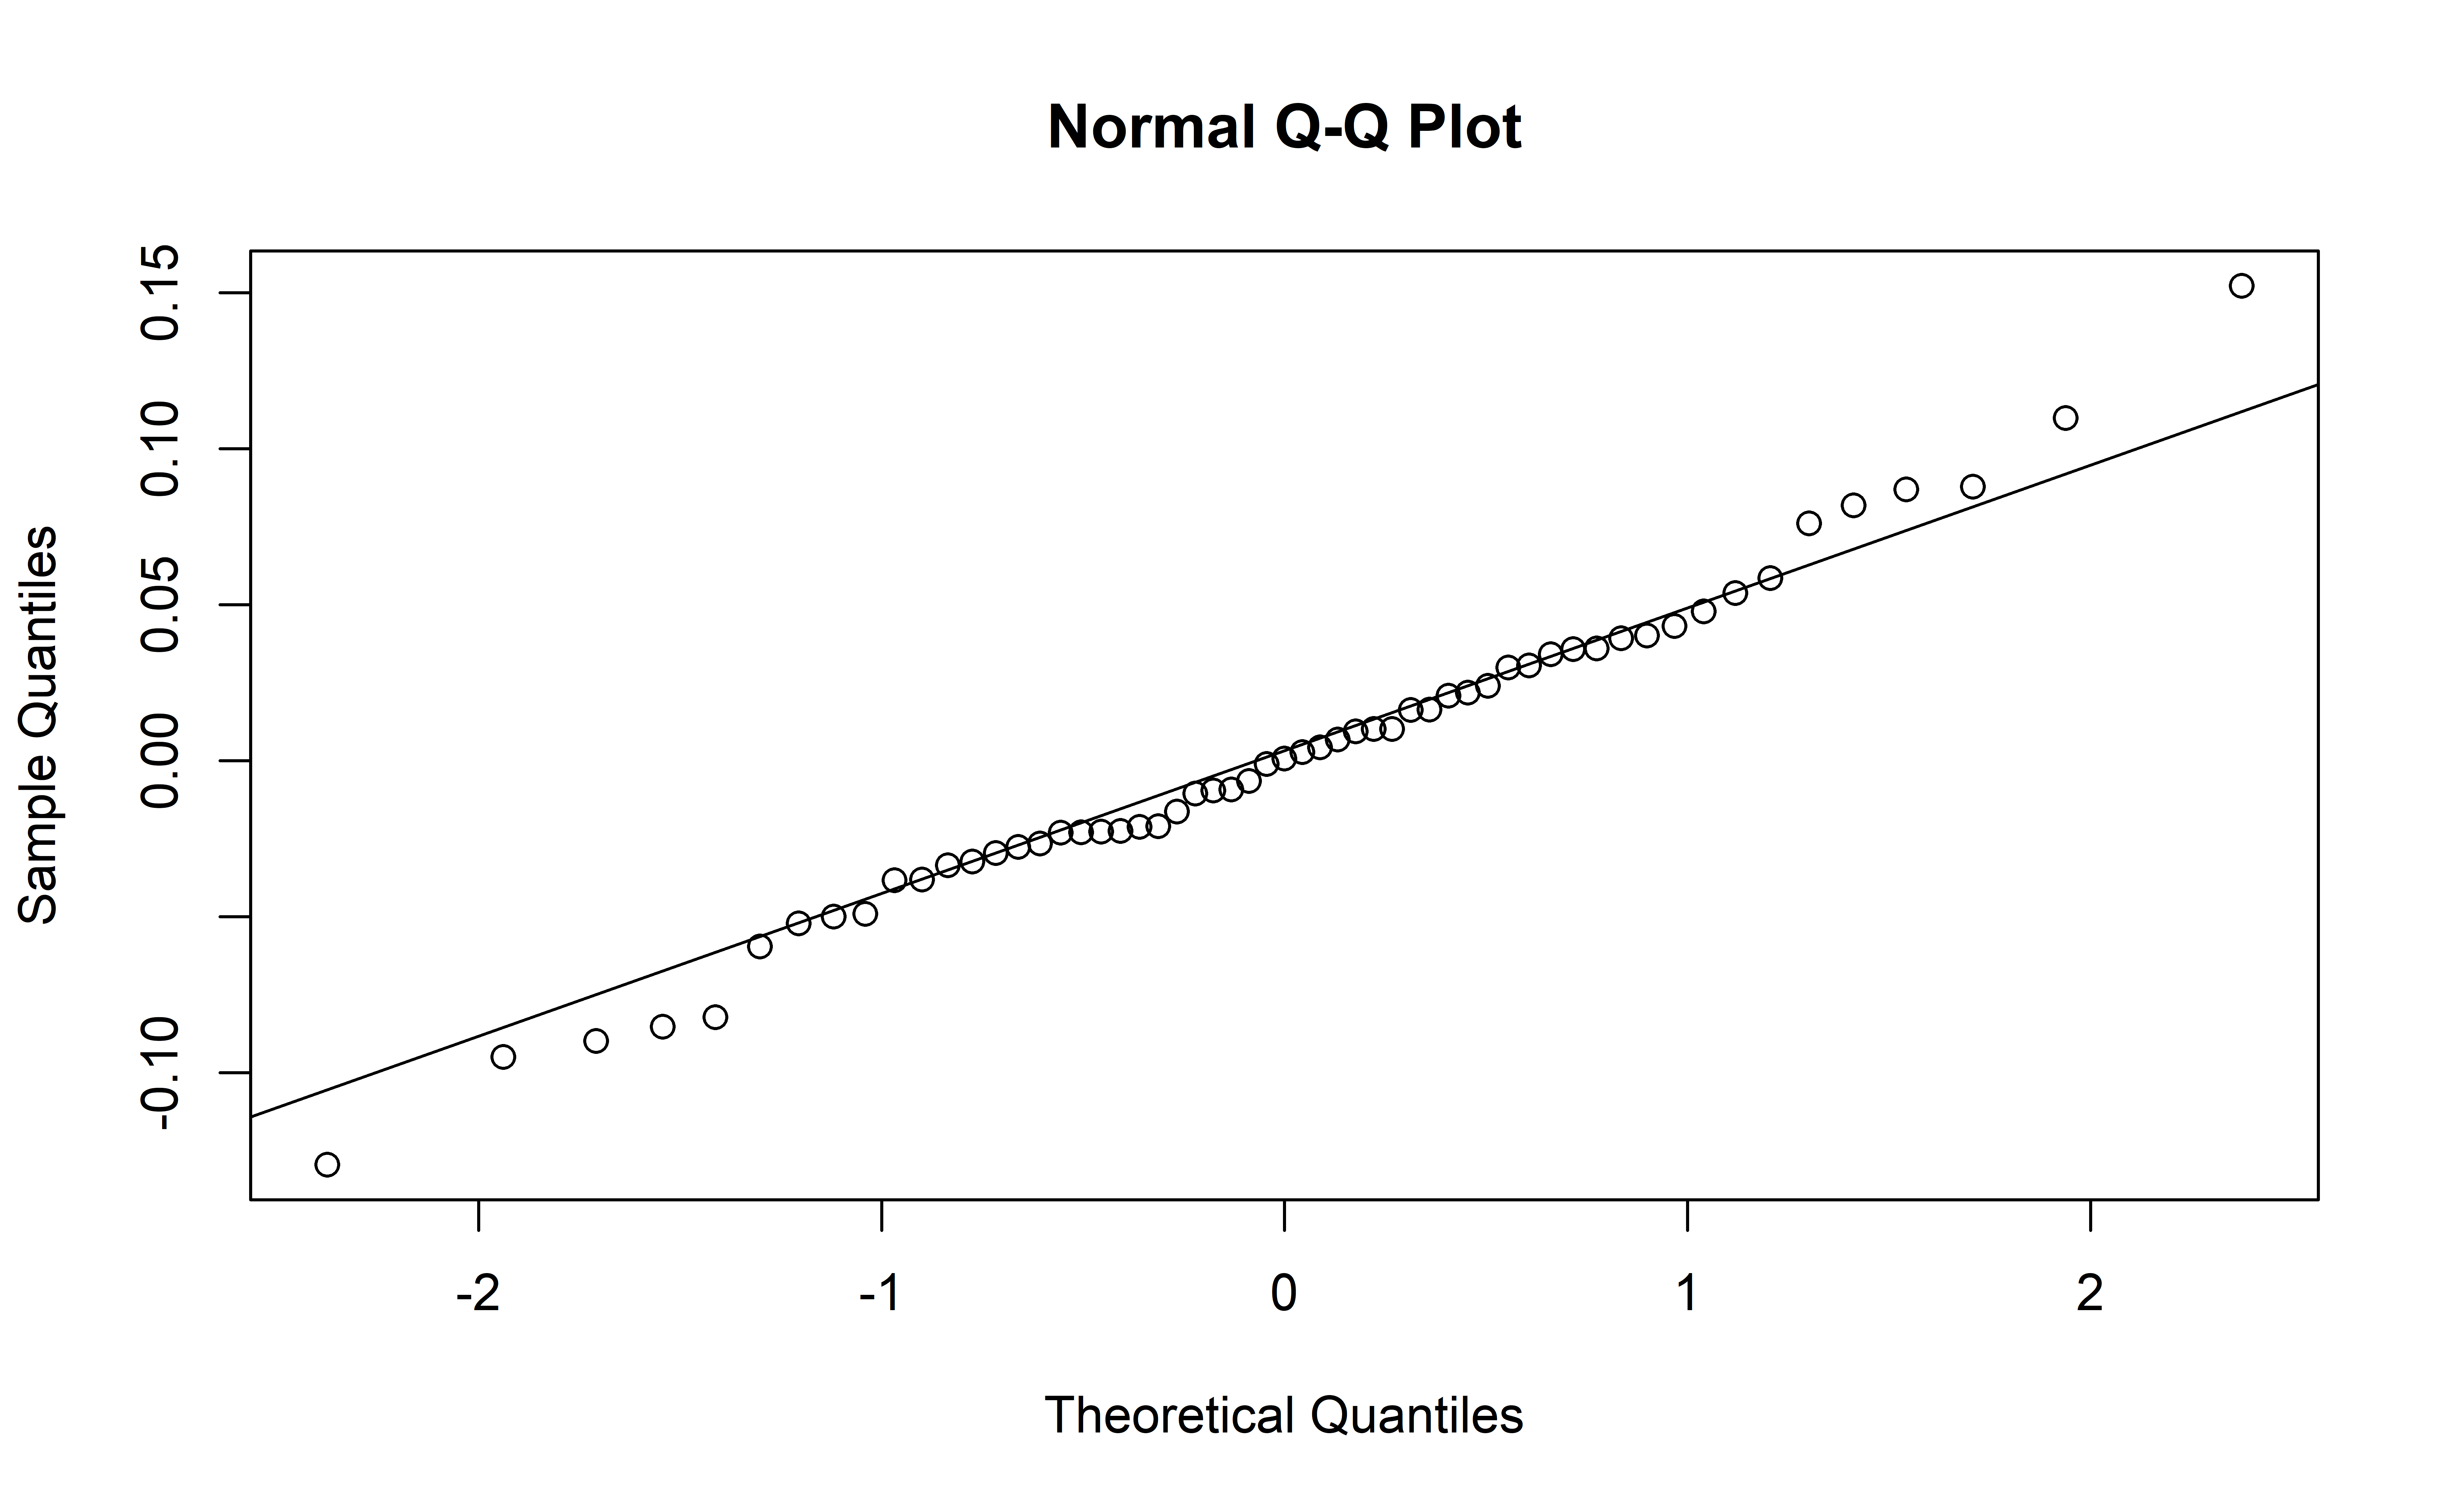 Normal Q-Q Plot
Sample Quantiles
0.15
0.10
0.05
0.00
-0.10
-2 -1 0 1 2
Theoretical Quantiles